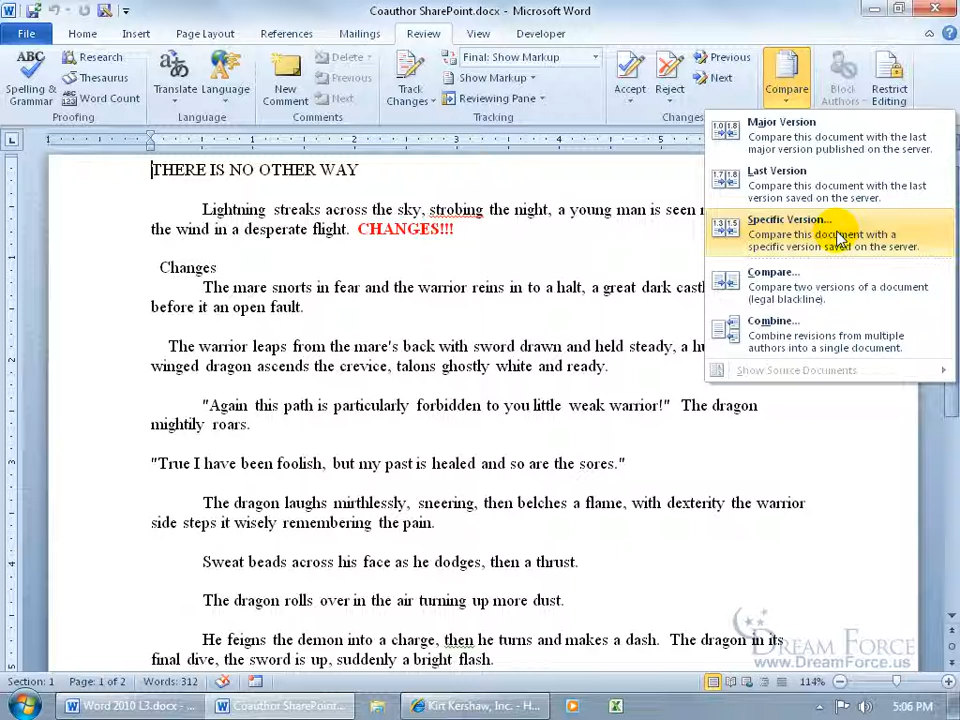 Coauthor SharePoint.docx - Microsoft Word
File Home Insert Page Layout References Mailings Review View Developer
ABC
Spelling & Grammar
Research
Thesaurus
Word Count
Proofing
Translate
Language
Language
New Comment
Delete
Previous
Next
Comments
Track Changes
Final: Show Markup
Show Markup
Reviewing Pane
Tracking
Accept
Reject
Previous
Next
Changes
Compare
Block Authors
Restrict Editing
Major Version
Compare this document with the last
major version published on the server.
Last Version
Compare this document with the last
version saved on the server.
Specific Version...
Compare this document with a
specific version saved on the server.
Compare...
Compare two versions of a document
(legal blackline).
Combine...
Combine revisions from multiple
authors into a single document.
Show Source Documents
THERE IS NO OTHER WAY
Lightning streaks across the sky, strobing the night, a young man is seen
the wind in a desperate flight. CHANGES!!!
Changes
The mare snorts in fear and the warrior reins in to a halt, a great dark
before it an open fault.
The warrior leaps from the mare's back with sword drawn and held steady, a
winged dragon ascends the crevice, talons ghostly white and ready.
"Again this path is particularly forbidden to you little weak warrior!" The dragon
mightily roars.
"True I have been foolish, but my past is healed and so are the sores."
The dragon laughs mirthlessly, sneering, then belches a flame, with dexterity the warrior
side steps it wisely remembering the pain.
Sweat beads across his face as he dodges, then a thrust.
The dragon rolls over in the air turning up more dust.
He feigns the demon into a charge, then he turns and makes a dash. The dragon in its
final dive, the sword is up, suddenly a bright flash.
DREAM FORCE
www.DreamForce.us
Section: 1 Page: 1 of 2 Words: 312 114%
Word 2010 L3.docx -... Coauthor SharePoint... Kirt Kershaw, Inc. - H... 5:06 PM